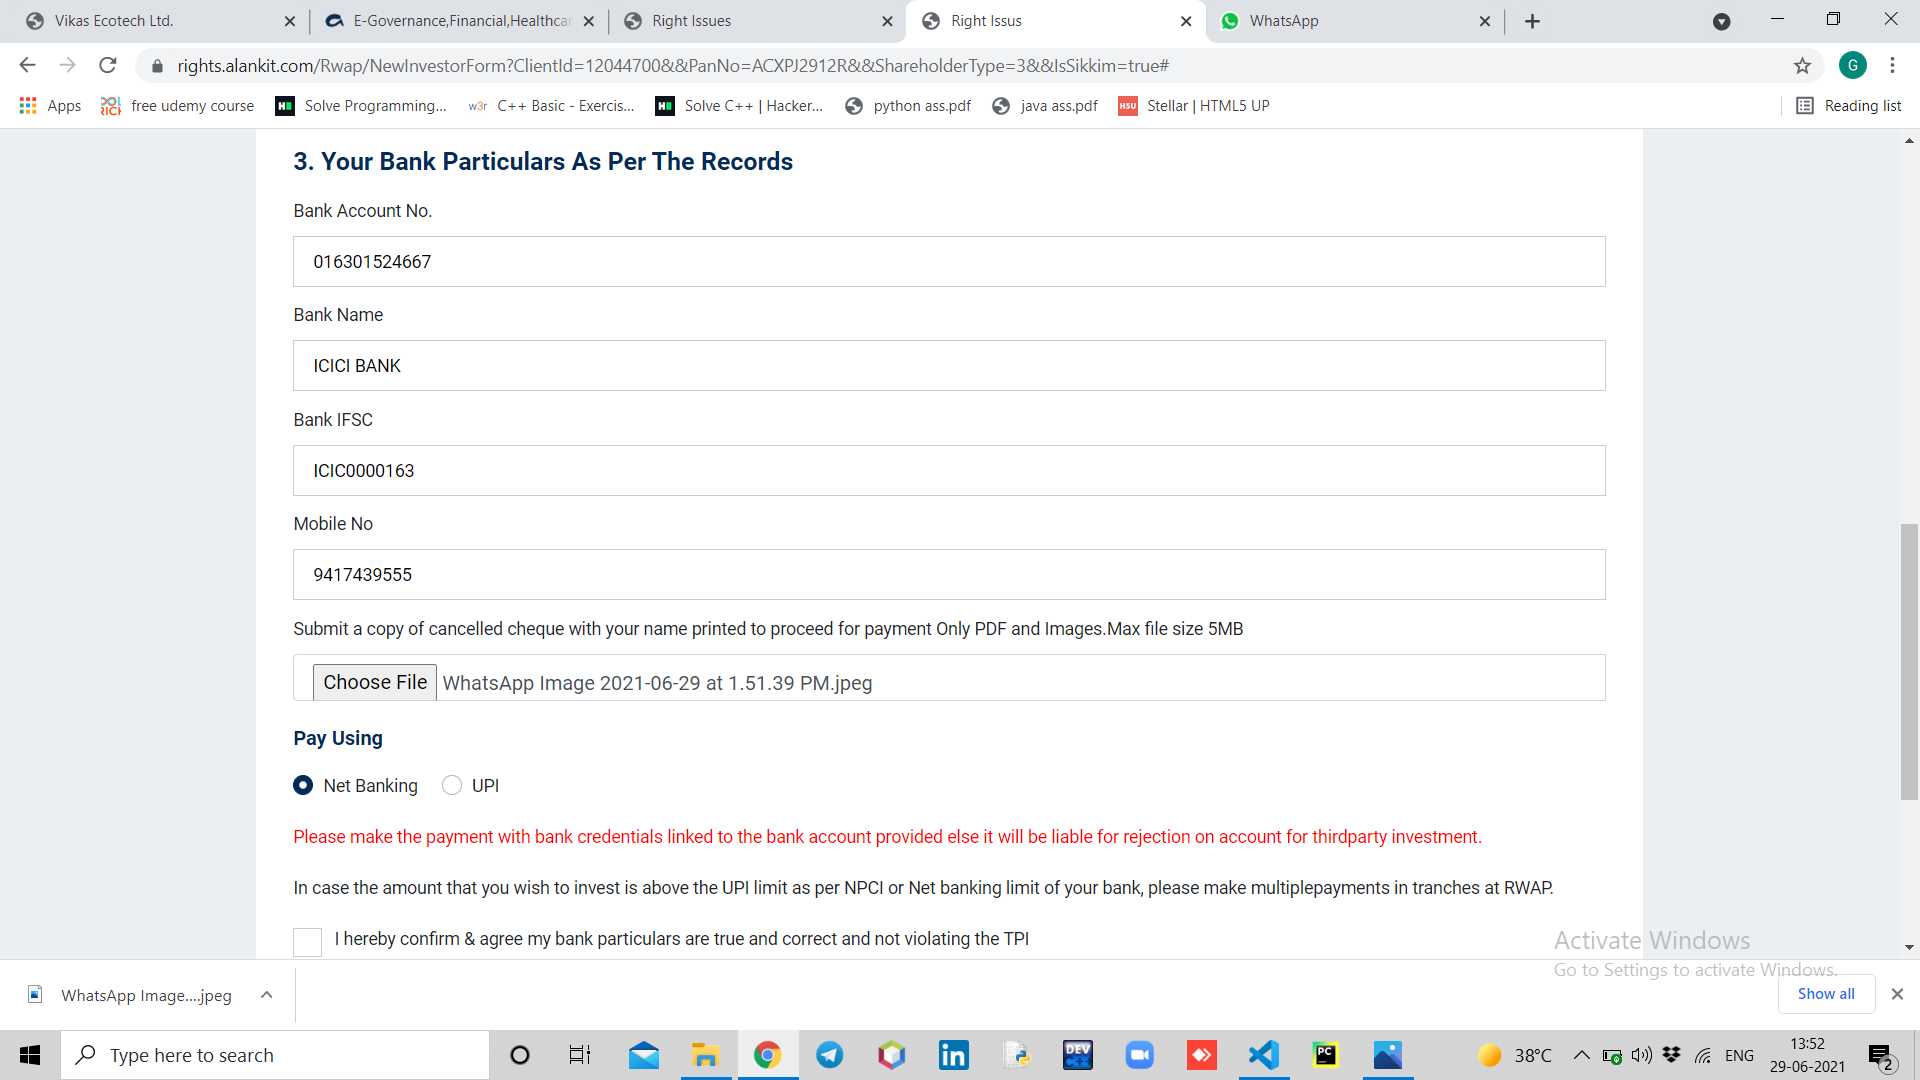 Vikas Ecotech Ltd.
E-Governance,Financial,Healthcar
Right Issues
Right Issus
WhatsApp
rights.alankit.com/Rwap/NewInvestorForm?ClientId=12044700&&PanNo=ACXPJ2912R&&ShareholderType=3&&IsSikkim=true#
G
Apps
free udemy course
Solve Programming...
C++ Basic - Exercis...
Solve C++ | Hacker...
python ass.pdf
java ass.pdf
HSU
Stellar | HTML5 UP
Reading list
3. Your Bank Particulars As Per The Records
Bank Account No.
016301524667
Bank Name
ICICI BANK
Bank IFSC
ICIC0000163
Mobile No
9417439555
Submit a copy of cancelled cheque with your name printed to proceed for payment Only PDF and Images.Max file size 5MB
Choose File WhatsApp Image 2021-06-29 at 1.51.39 PM.jpeg
Pay Using
Net Banking
UPI
Please make the payment with bank credentials linked to the bank account provided else it will be liable for rejection on account for thirdparty investment.
In case the amount that you wish to invest is above the UPI limit as per NPCI or Net banking limit of your bank, please make multiplepayments in tranches at RWAP.
I hereby confirm & agree my bank particulars are true and correct and not violating the TPI
Activate Windows
Go to Settings to activate Windows.
WhatsApp Image....jpeg
Show all
Type here to search
DEV
C++
PC
38°C
ENG
13:52
29-06-2021
2